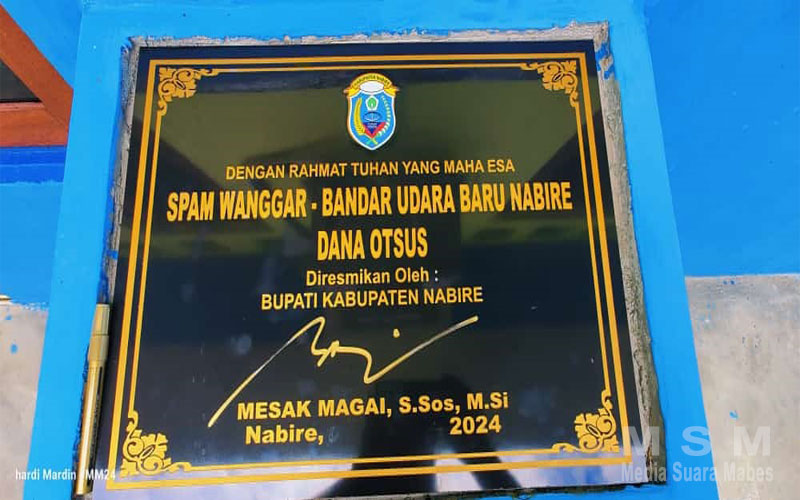 DENGAN RAHMAT TUHAN YANG MAHA ESA
SPAM WANGGAR - BANDAR UDARA BARU NABIRE
DANA OTSUS
Diresmikan Oleh :
BUPATI KABUPATEN NABIRE
MESAK MAGAI, S.Sos, M.Si
Nabire, 2024
hardi Mardin MM24
M S M
Media Suara Mabes